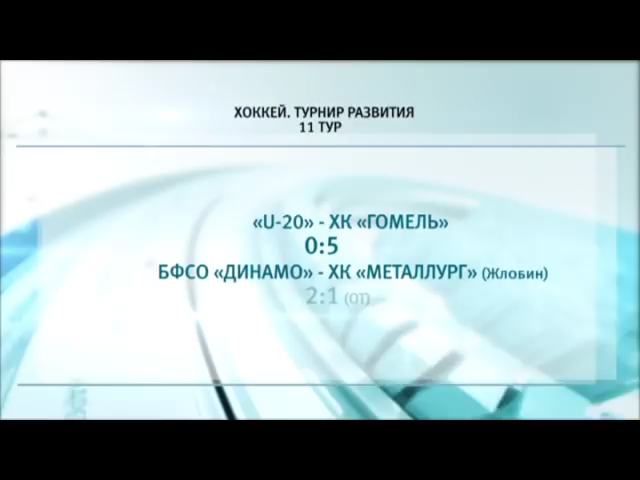 ХОККЕЙ. ТУРНИР РАЗВИТИЯ
11 ТУР
«U-20» - ХК «ГОМЕЛЬ»
0:5
БФСО «ДИНАМО» - ХК «МЕТАЛЛУРГ» (Жлобин)
2:1 (ОТ)